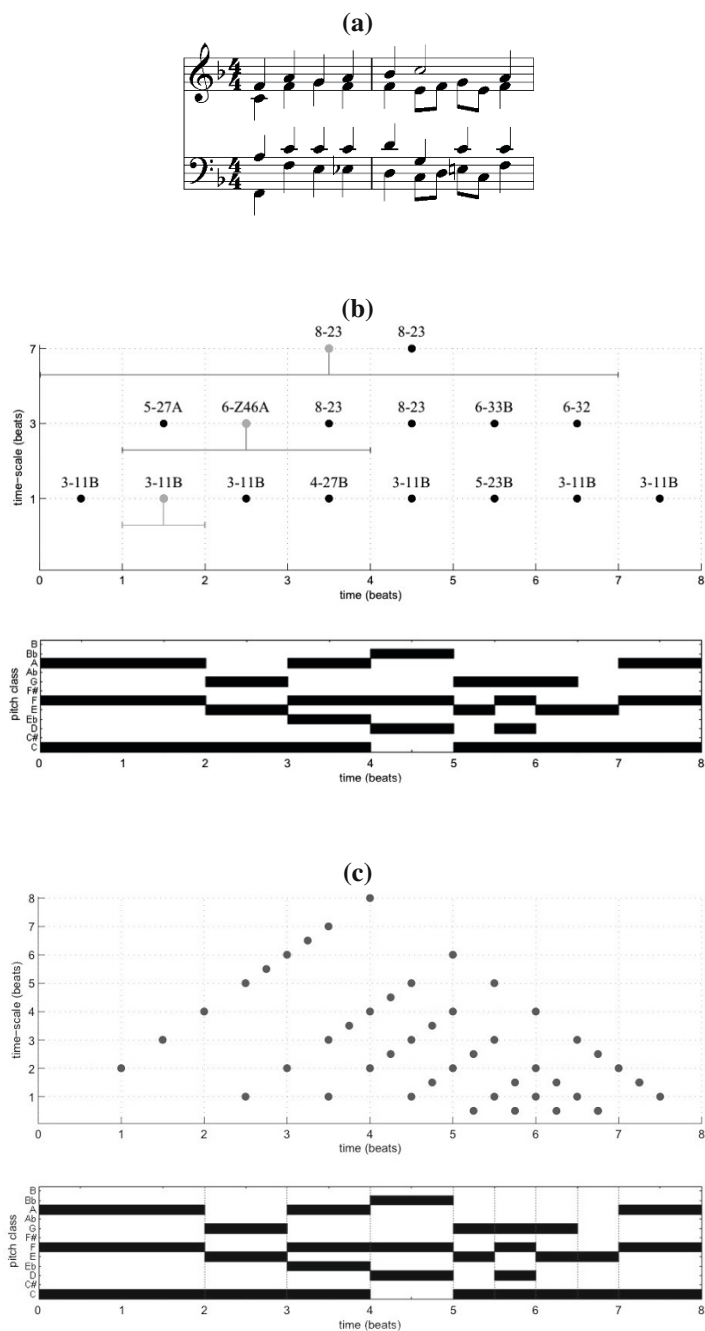 (a)
4 4
4 4
(b)
8-23 8-23
7
5-27A 6-Z46A 8-23 8-23 6-33B 6-32
3
3-11B 3-11B 3-11B 4-27B 3-11B 5-23B 3-11B 3-11B
1
time-scale (beats)
0 1 2 3 4 5 6 7 8
time (beats)
B
Bb
A
Ab
G
F#
F
E
Eb
D
C#
C
pitch class
0 1 2 3 4 5 6 7 8
time (beats)
(c)
8
7
6
5
4
3
2
1
time-scale (beats)
0 1 2 3 4 5 6 7 8
time (beats)
B
Bb
A
Ab
G
F#
F
E
Eb
D
C#
C
pitch class
0 1 2 3 4 5 6 7 8
time (beats)